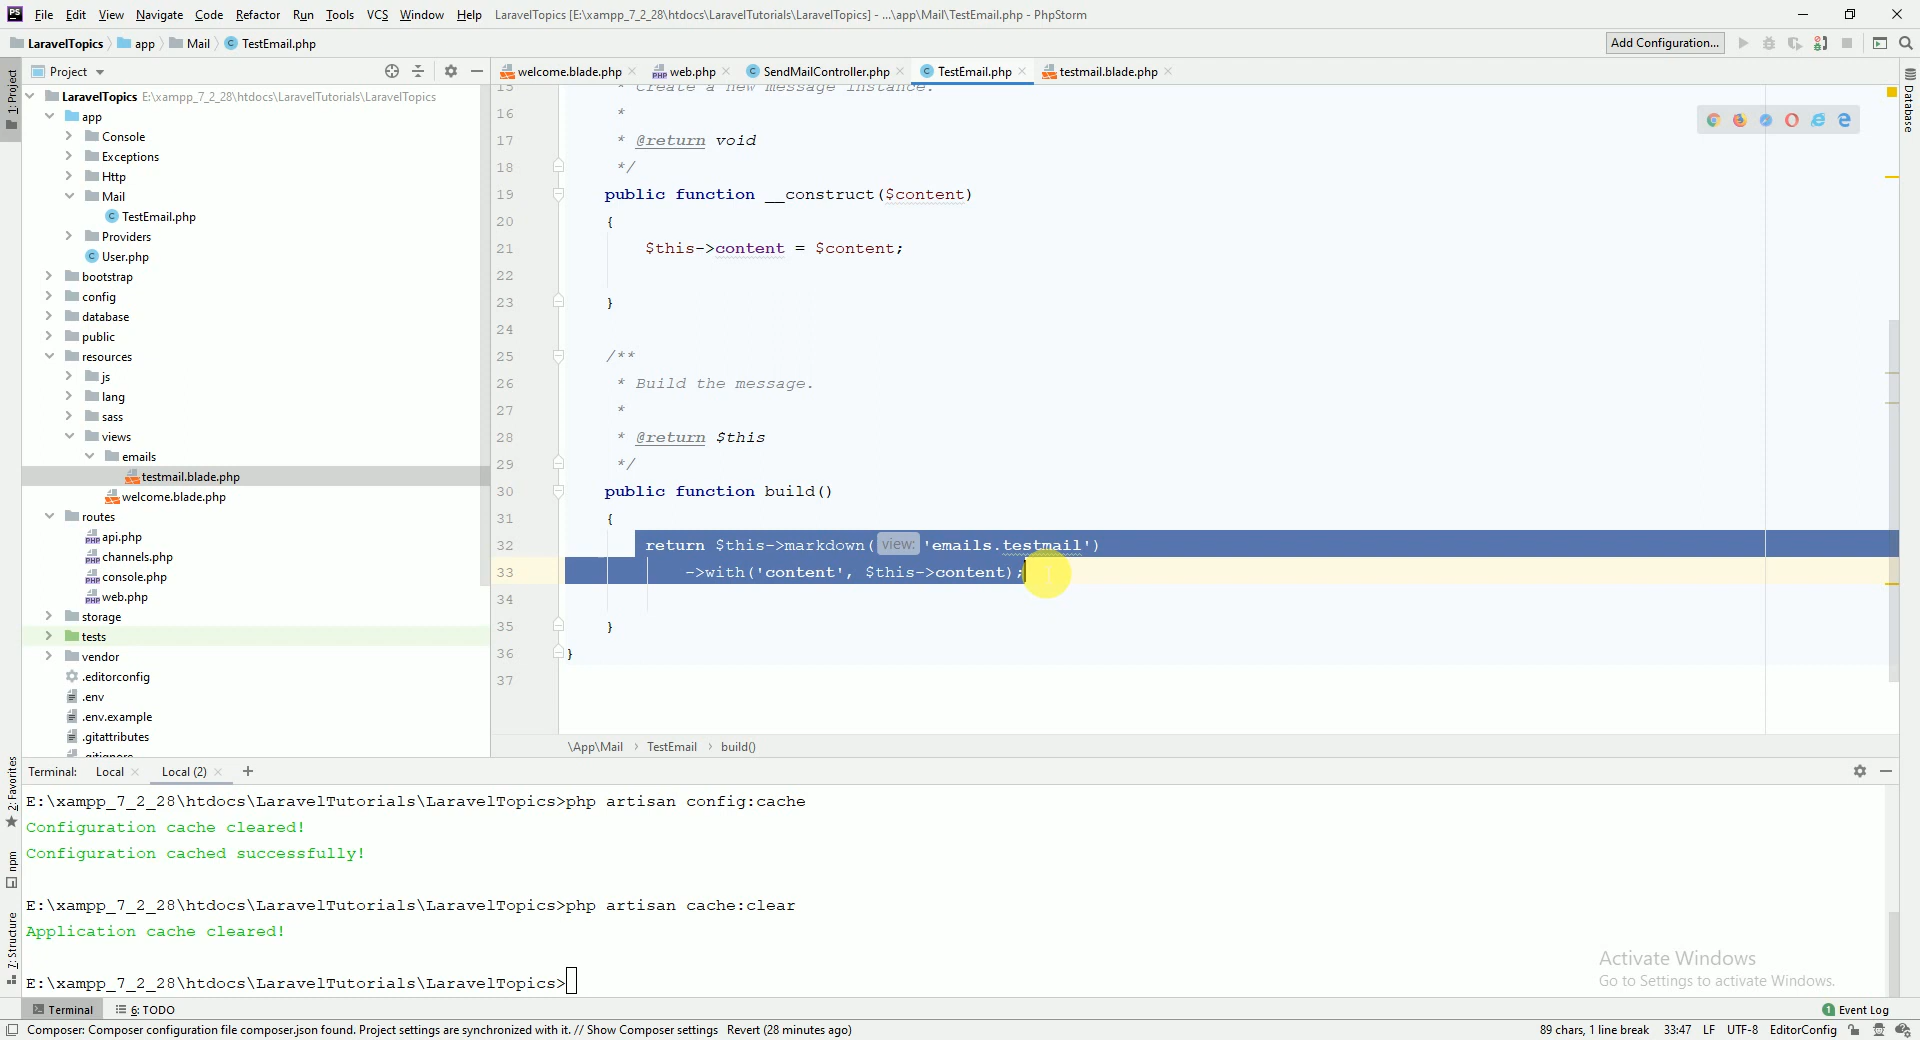 File Edit View Navigate Code Refactor Run Tools VCS Window Help LaravelTopics [E:\xampp_7_2_28\htdocs\LaravelTutorials\LaravelTopics] - ...\app\Mail\TestEmail.php - PhpStorm
LaravelTopics app Mail TestEmail.php Add Configuration...
Project welcome.blade.php web.php SendMailController.php TestEmail.php testmail.blade.php
1: Project
Database
LaravelTopics E:\xampp_7_2_28\htdocs\LaravelTutorials\LaravelTopics
app
Console
Exceptions
Http
Mail
TestEmail.php
Providers
User.php
bootstrap
config
database
public
resources
js
lang
sass
views
emails
testmail.blade.php
welcome.blade.php
routes
api.php
channels.php
console.php
web.php
storage
tests
vendor
.editorconfig
.env
.env.example
.gitattributes
.gitignore
15 * Create a new message instance.
16 *
17 * @return void
18 */
19 public function __construct($content)
20 {
21 $this->content = $content;
22
23 }
24
25 /**
26 * Build the message.
27 *
28 * @return $this
29 */
30 public function build()
31 {
32 return $this->markdown( view: 'emails.testmail')
33 ->with('content', $this->content);
34
35 }
36 }
37
\App\Mail › TestEmail › build()
2: Favorites
npm
7: Structure
Terminal: Local Local (2) +
E:\xampp_7_2_28\htdocs\LaravelTutorials\LaravelTopics>php artisan config:cache
Configuration cache cleared!
Configuration cached successfully!
E:\xampp_7_2_28\htdocs\LaravelTutorials\LaravelTopics>php artisan cache:clear
Application cache cleared!
E:\xampp_7_2_28\htdocs\LaravelTutorials\LaravelTopics>
Activate Windows
Go to Settings to activate Windows.
Terminal 6: TODO 1 Event Log
Composer: Composer configuration file composer.json found. Project settings are synchronized with it. // Show Composer settings Revert (28 minutes ago) 89 chars, 1 line break 33:47 LF UTF-8 EditorConfig